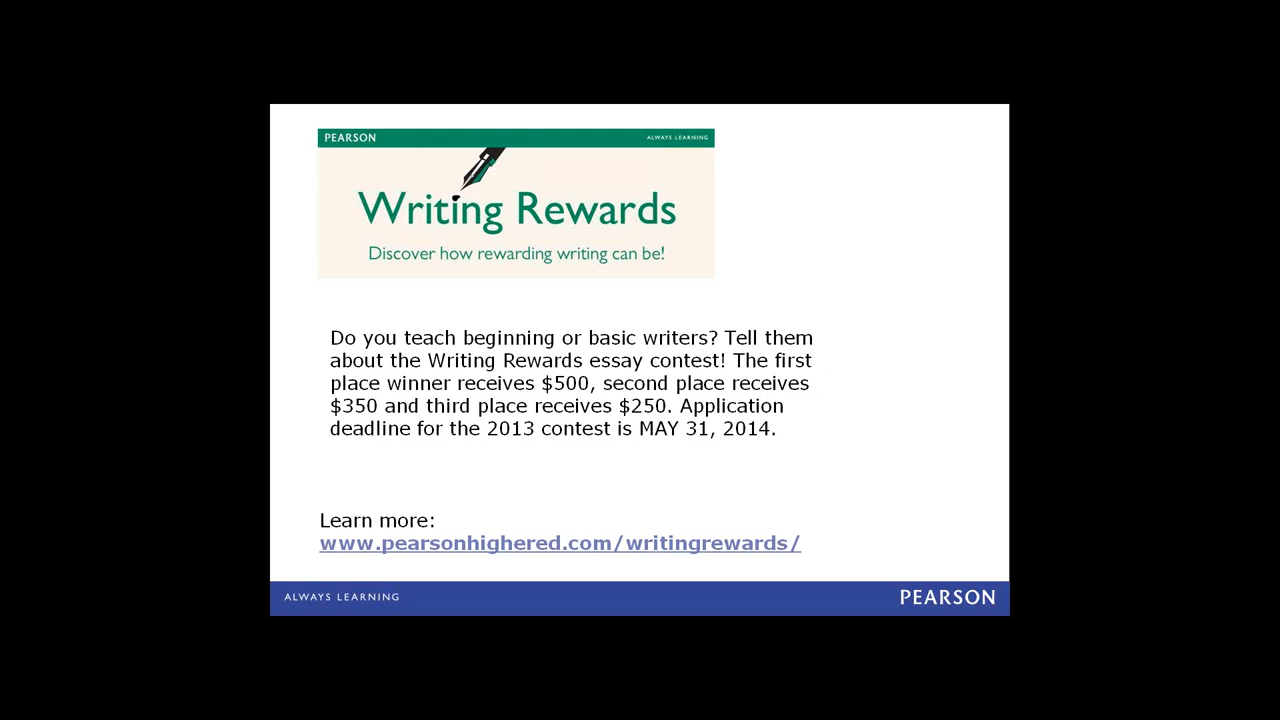 PEARSON
ALWAYS LEARNING
Writing Rewards
Discover how rewarding writing can be!
Do you teach beginning or basic writers? Tell them
about the Writing Rewards essay contest! The first
place winner receives $500, second place receives
$350 and third place receives $250. Application
deadline for the 2013 contest is MAY 31, 2014.
Learn more:
www.pearsonhighered.com/writingrewards/
ALWAYS LEARNING
PEARSON